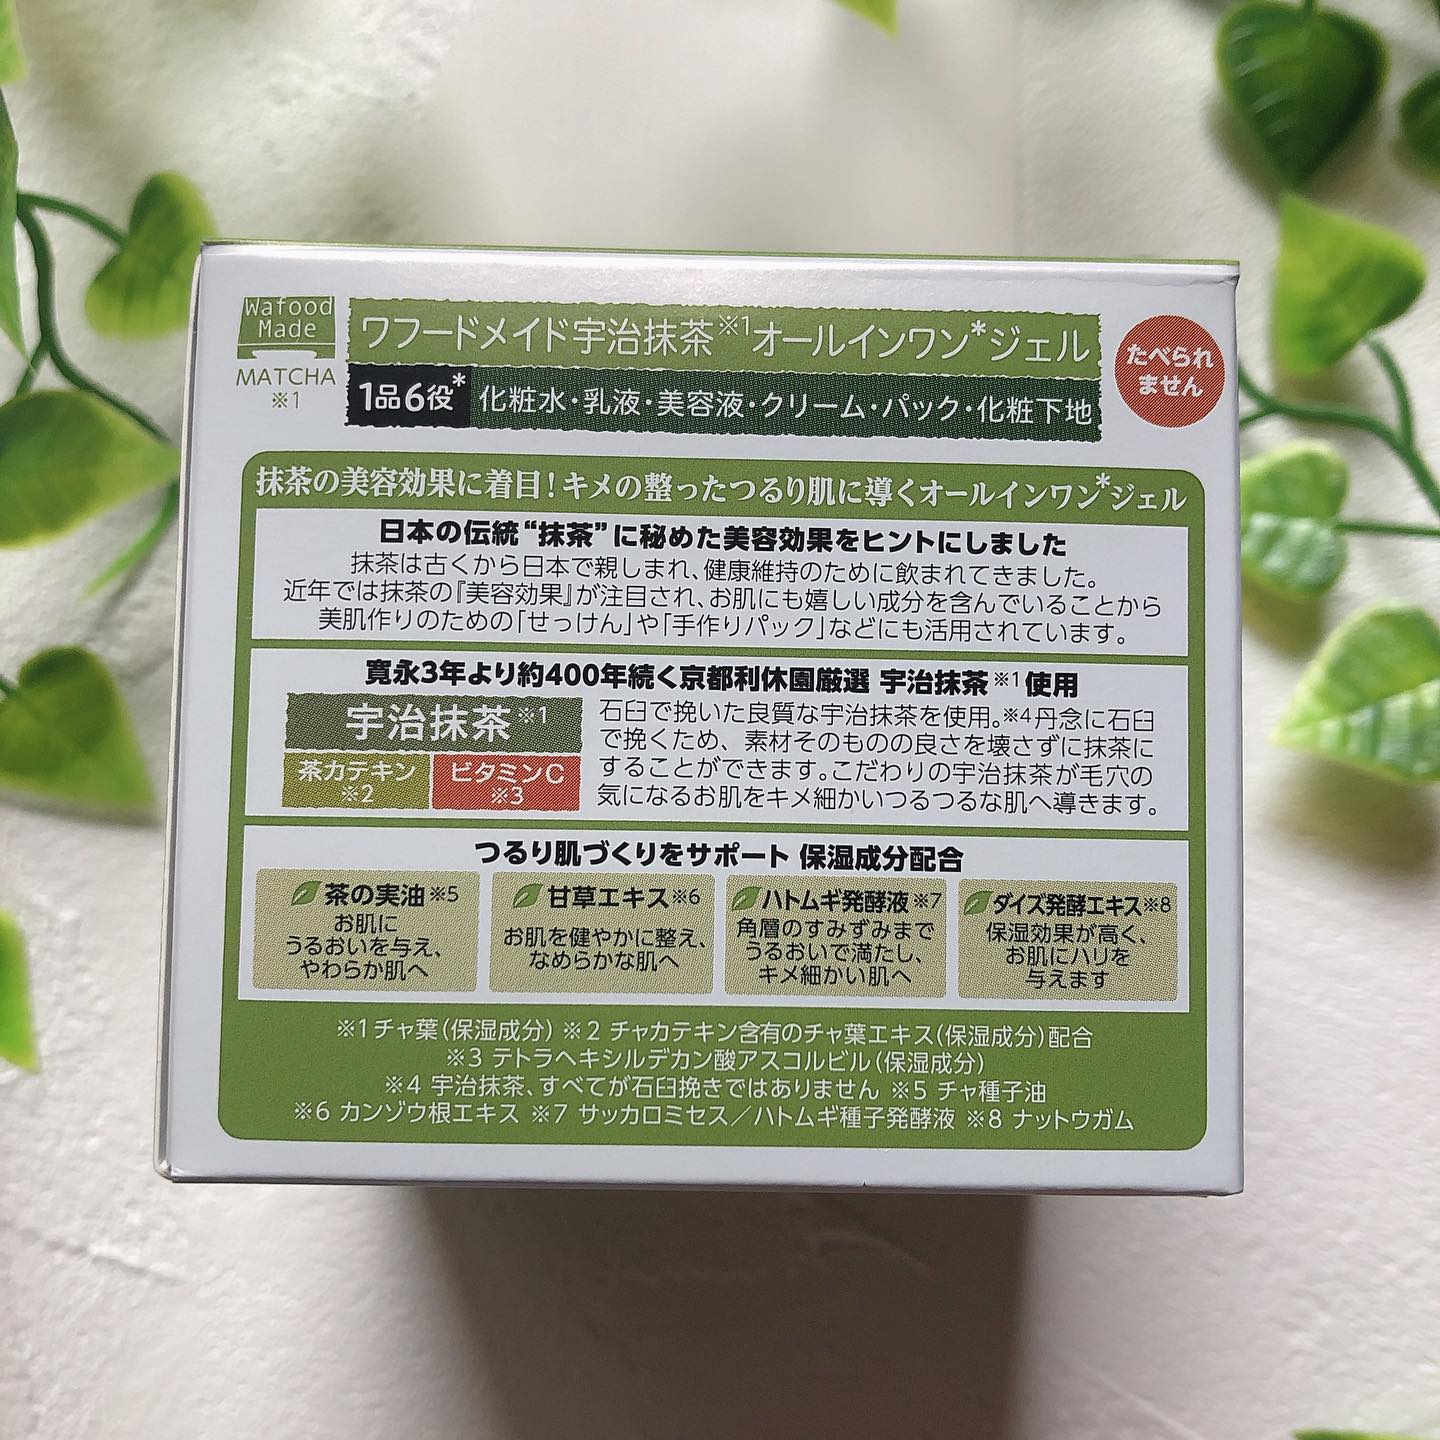 Wafood
Made
MATCHA
※1
ワフードメイド宇治抹茶※1オールインワン*ジェル
1品6役* 化粧水・乳液・美容液・クリーム・パック・化粧下地
たべられ
ません
抹茶の美容効果に着目！キメの整ったつるり肌に導くオールインワン*ジェル
日本の伝統“抹茶”に秘めた美容効果をヒントにしました
抹茶は古くから日本で親しまれ、健康維持のために飲まれてきました。
近年では抹茶の『美容効果』が注目され、お肌にも嬉しい成分を含んでいることから
美肌作りのための「せっけん」や「手作りパック」などにも活用されています。
寛永3年より約400年続く京都利休園厳選 宇治抹茶※1使用
宇治抹茶※1
茶カテキン
※2
ビタミンC
※3
石臼で挽いた良質な宇治抹茶を使用。※4丹念に石臼
で挽くため、素材そのものの良さを壊さずに抹茶に
することができます。こだわりの宇治抹茶が毛穴の
気になるお肌をキメ細かいつるつるな肌へ導きます。
つるり肌づくりをサポート 保湿成分配合
茶の実油※5
お肌に
うるおいを与え、
やわらか肌へ
甘草エキス※6
お肌を健やかに整え、
なめらかな肌へ
ハトムギ発酵液※7
角層のすみずみまで
うるおいで満たし、
キメ細かい肌へ
ダイズ発酵エキス※8
保湿効果が高く、
お肌にハリを
与えます
※1チャ葉(保湿成分) ※2 チャカテキン含有のチャ葉エキス(保湿成分)配合
※3 テトラヘキシルデカン酸アスコルビル(保湿成分)
※4 宇治抹茶、すべてが石臼挽きではありません ※5 チャ種子油
※6 カンゾウ根エキス ※7 サッカロミセス／ハトムギ種子発酵液 ※8 ナットウガム